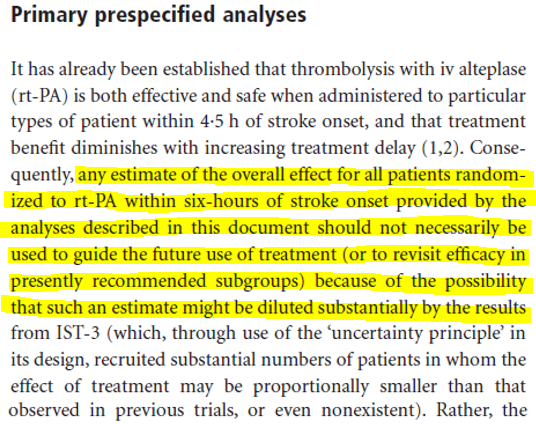 Primary prespecified analyses
It has already been established that thrombolysis with iv alteplase
(rt-PA) is both effective and safe when administered to particular
types of patient within 4·5 h of stroke onset, and that treatment
benefit diminishes with increasing treatment delay (1,2). Conse-
quently, any estimate of the overall effect for all patients random-
ized to rt-PA within six-hours of stroke onset provided by the
analyses described in this document should not necessarily be
used to guide the future use of treatment (or to revisit efficacy in
presently recommended subgroups) because of the possibility
that such an estimate might be diluted substantially by the results
from IST-3 (which, through use of the ‘uncertainty principle’ in
its design, recruited substantial numbers of patients in whom the
effect of treatment may be proportionally smaller than that
observed in previous trials, or even nonexistent). Rather, the